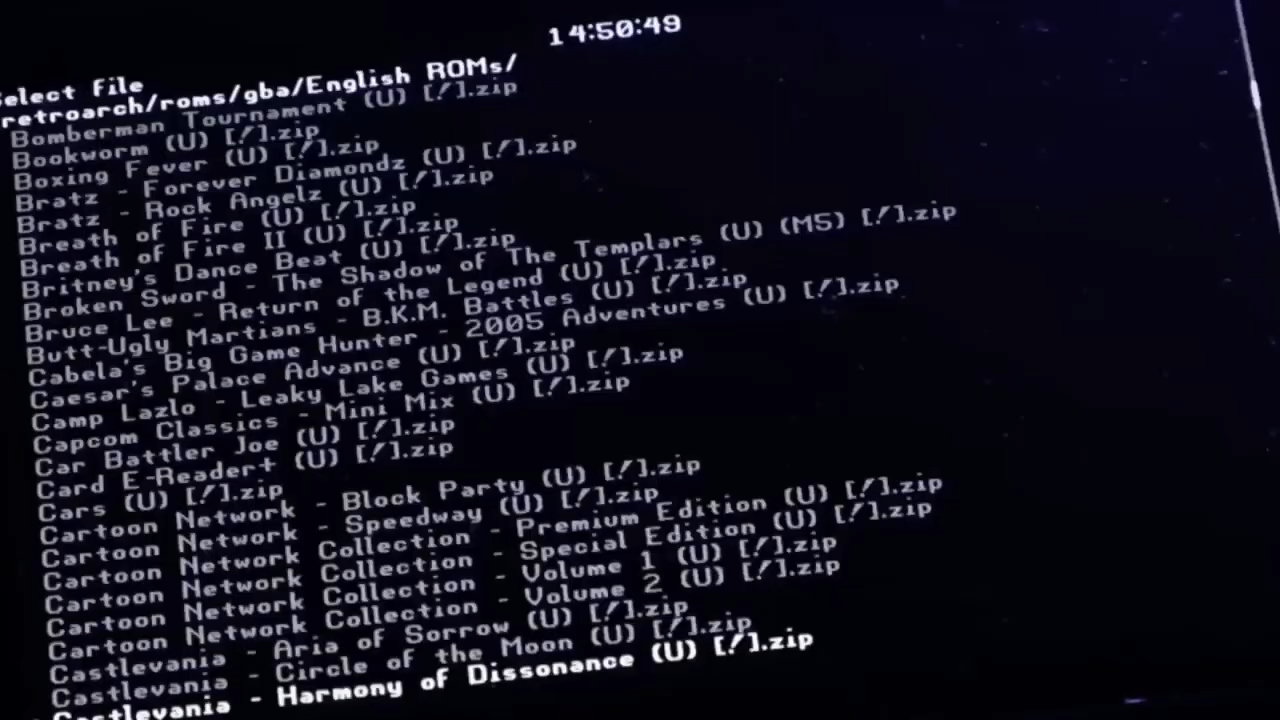 14:50:49
Select File
retroarch/roms/gba/English ROMs/
Bomberman Tournament (U) [!].zip
Bookworm (U) [!].zip
Boxing Fever (U) [!].zip
Bratz - Forever Diamondz (U) [!].zip
Bratz - Rock Angelz (U) [!].zip
Breath of Fire (U) [!].zip
Breath of Fire II (U) [!].zip
Britney's Dance Beat (U) [!].zip
Broken Sword - The Shadow of The Templars (U) (M5) [!].zip
Bruce Lee - Return of the Legend (U) [!].zip
Butt-Ugly Martians - B.K.M. Battles (U) [!].zip
Cabela's Big Game Hunter - 2005 Adventures (U) [!].zip
Caesar's Palace Advance (U) [!].zip
Camp Lazlo - Leaky Lake Games (U) [!].zip
Capcom Classics - Mini Mix (U) [!].zip
Car Battler Joe (U) [!].zip
Card E-Reader+ (U) [!].zip
Cars (U) [!].zip
Cartoon Network - Block Party (U) [!].zip
Cartoon Network - Speedway (U) [!].zip
Cartoon Network Collection - Premium Edition (U) [!].zip
Cartoon Network Collection - Special Edition (U) [!].zip
Cartoon Network Collection - Volume 1 (U) [!].zip
Cartoon Network Collection - Volume 2 (U) [!].zip
Castlevania - Aria of Sorrow (U) [!].zip
Castlevania - Circle of the Moon (U) [!].zip
Castlevania - Harmony of Dissonance (U) [!].zip